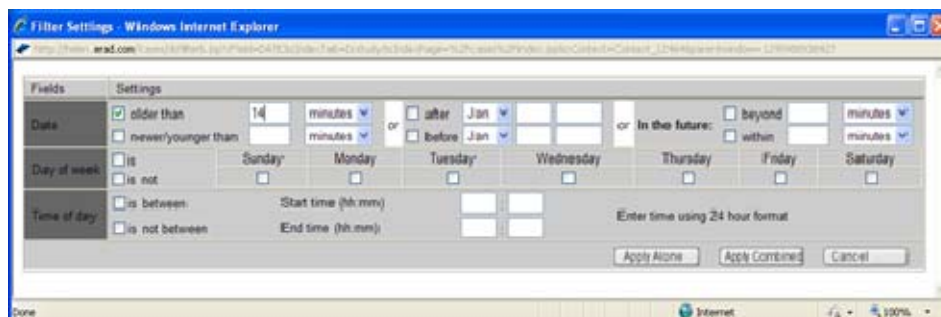 Filter Settings - Windows Internet Explorer
erad.com
Fields Settings
Date older than 14 minutes or after Jan or In the future: beyond minutes
newer/younger than minutes before Jan within minutes
Day of week is Sunday Monday Tuesday Wednesday Thursday Friday Saturday
is not
Time of day is between Start time (hh:mm) : Enter time using 24 hour format
is not between End time (hh:mm) :
Apply Alone Apply Combined Cancel
Done Internet 100%